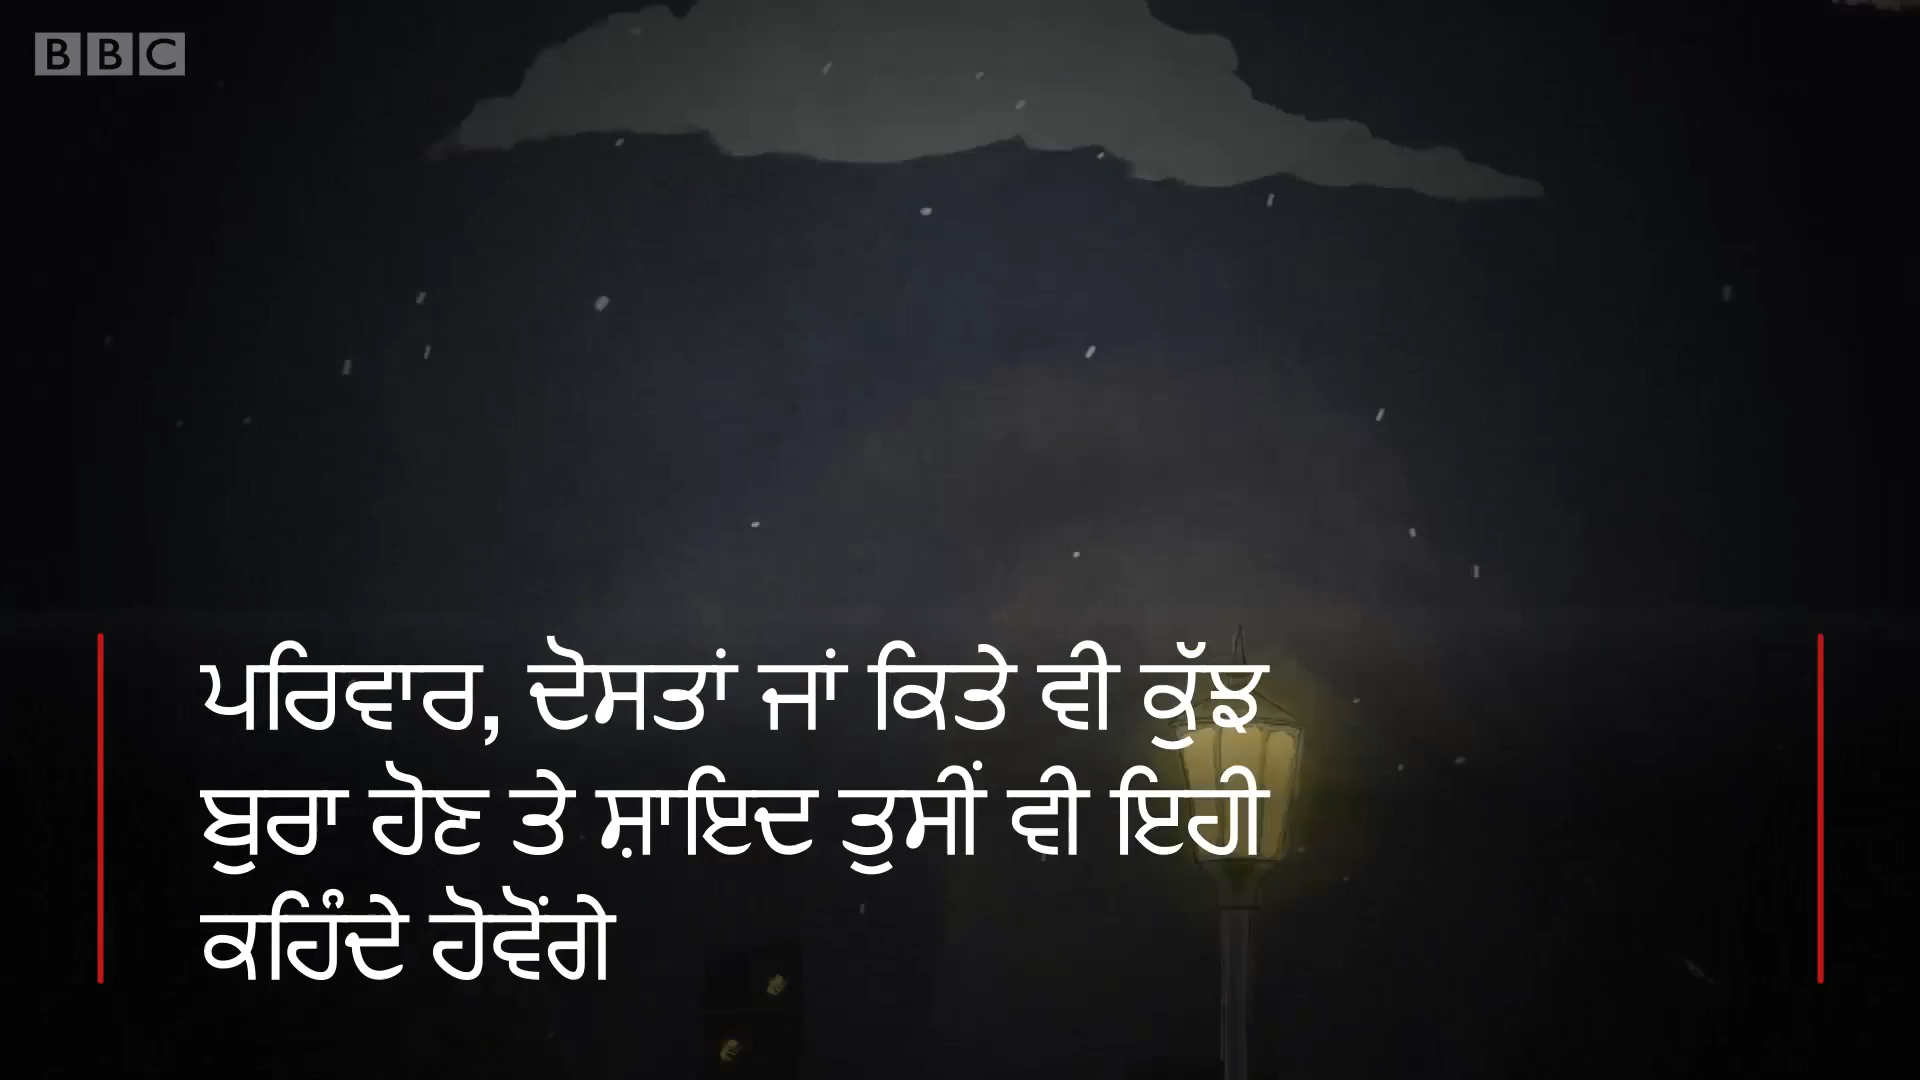 BBC
ਪਰਿਵਾਰ, ਦੋਸਤਾਂ ਜਾਂ ਕਿਤੇ ਵੀ ਕੁੱਝ
ਬੁਰਾ ਹੋਣ ਤੇ ਸ਼ਾਇਦ ਤੁਸੀਂ ਵੀ ਇਹੀ
ਕਹਿੰਦੇ ਹੋਵੋਂਗੇ